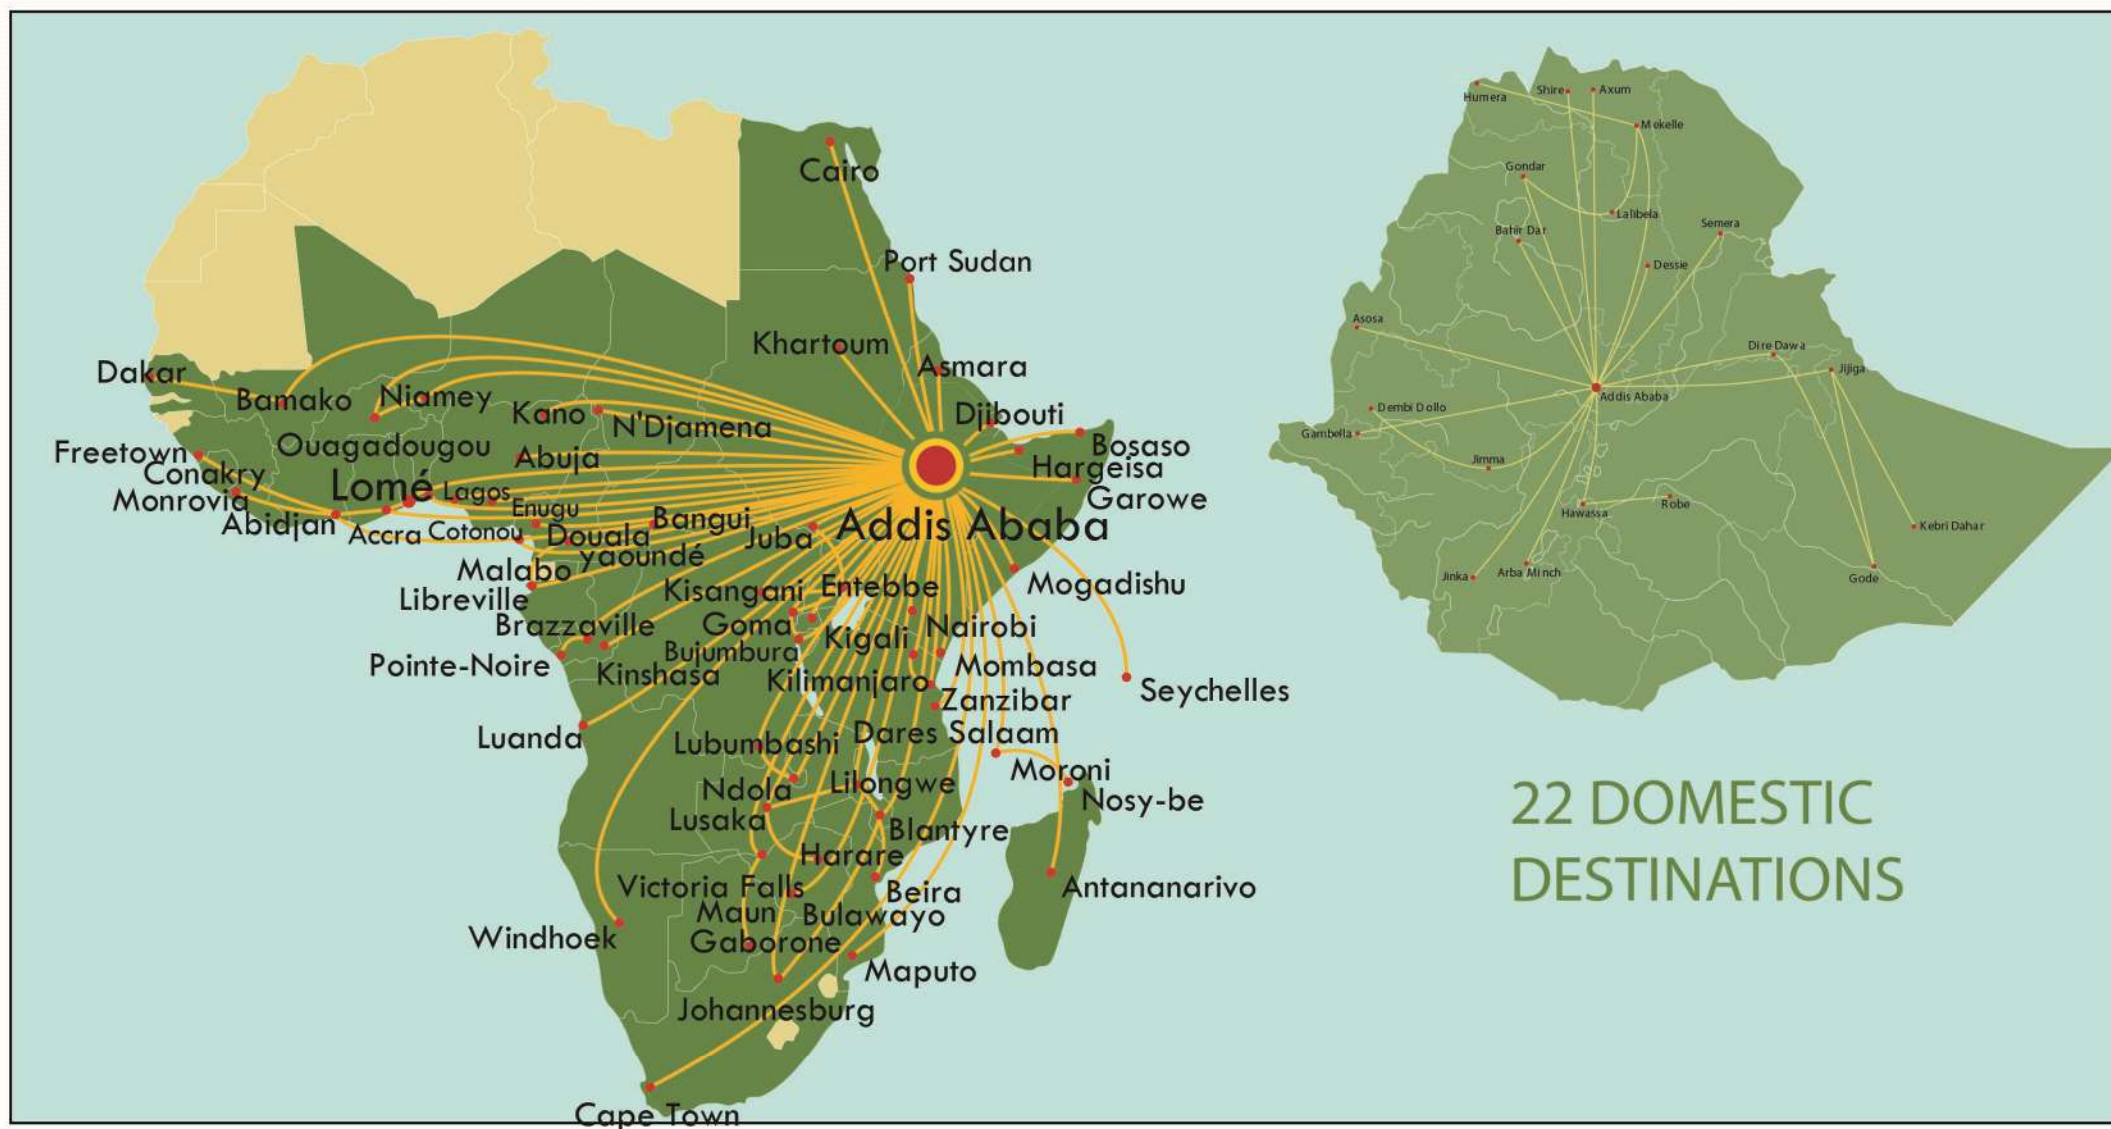 Cairo
Port Sudan
Khartoum
Asmara
Dakar
Bamako
Niamey
Kano
N'Djamena
Djibouti
Bosaso
Ouagadougou
Abuja
Hargeisa
Freetown
Conakry
Lomé
Lagos
Garowe
Monrovia
Enugu
Abidjan
Accra
Cotonou
Douala
Bangui
Juba
Addis Ababa
yaoundé
Malabo
Kisangani
Entebbe
Mogadishu
Libreville
Brazzaville
Goma
Kigali
Nairobi
Pointe-Noire
Bujumbura
Mombasa
Kinshasa
Kilimanjaro
Seychelles
Zanzibar
Luanda
Lubumbashi
Dares Salaam
Moroni
Ndola
Lilongwe
Nosy-be
Lusaka
Blantyre
Harare
Victoria Falls
Beira
Antananarivo
Maun
Bulawayo
Windhoek
Gaborone
Maputo
Johannesburg
Cape Town
Humera
Shire
Axum
Mekelle
Gondar
Lalibela
Bahir Dar
Semera
Dessie
Asosa
Dire Dawa
Jijiga
Addis Ababa
Dembi Dollo
Gambella
Jimma
Hawassa
Robe
Kebri Dahar
Jinka
Arba Minch
Gode
22 DOMESTIC
DESTINATIONS